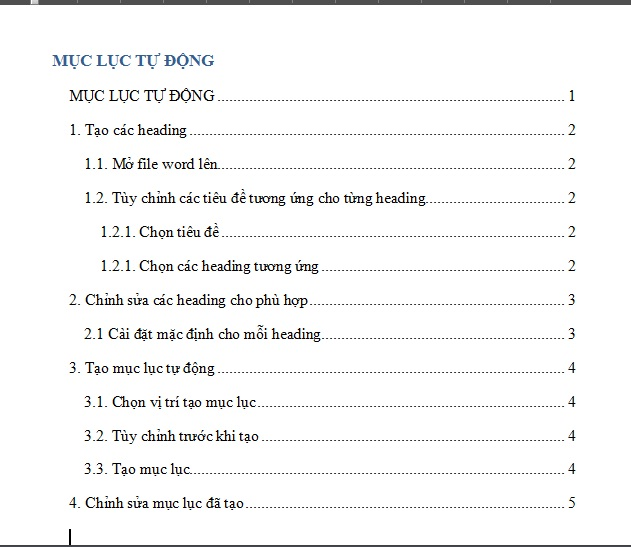 MỤC LỤC TỰ ĐỘNG
MỤC LỤC TỰ ĐỘNG ........ 1
1. Tạo các heading ........ 2
1.1. Mở file word lên ........ 2
1.2. Tùy chỉnh các tiêu đề tương ứng cho từng heading ........ 2
1.2.1. Chọn tiêu đề ........ 2
1.2.1. Chọn các heading tương ứng ........ 2
2. Chỉnh sửa các heading cho phù hợp ........ 3
2.1 Cài đặt mặc định cho mỗi heading ........ 3
3. Tạo mục lục tự động ........ 4
3.1. Chọn vị trí tạo mục lục ........ 4
3.2. Tùy chỉnh trước khi tạo ........ 4
3.3. Tạo mục lục ........ 4
4. Chỉnh sửa mục lục đã tạo ........ 5